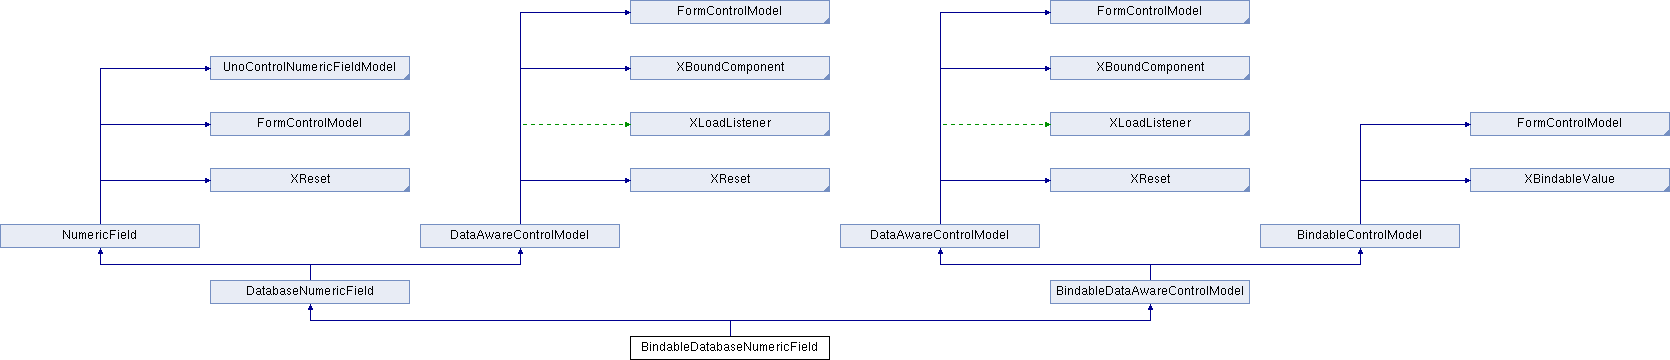 FormControlModel
FormControlModel
UnoControlNumericFieldModel
XBoundComponent
XBoundComponent
FormControlModel
XLoadListener
XLoadListener
FormControlModel
XReset
XReset
XReset
XBindableValue
NumericField
DataAwareControlModel
DataAwareControlModel
BindableControlModel
DatabaseNumericField
BindableDataAwareControlModel
BindableDatabaseNumericField